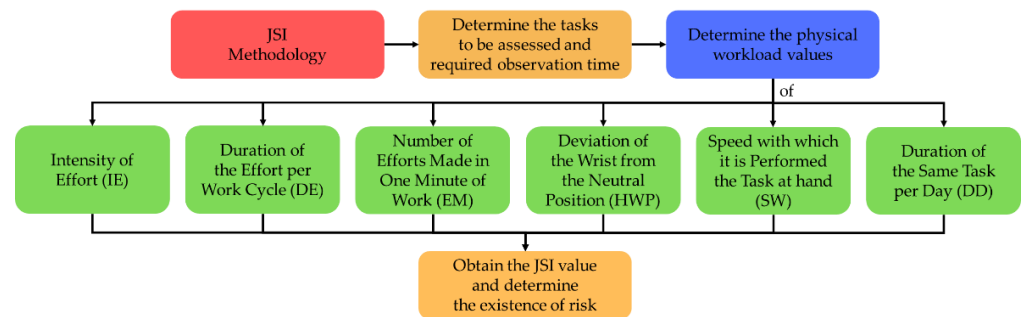 JSI
Methodology
Determine the tasks
to be assessed and
required observation time
Determine the physical
workload values
of
Intensity of
Effort (IE)
Duration of
the Effort per
Work Cycle (DE)
Number of
Efforts Made in
One Minute of
Work (EM)
Deviation of
the Wrist from
the Neutral
Position (HWP)
Speed with which
it is Performed
the Task at hand
(SW)
Duration of
the Same Task
per Day (DD)
Obtain the JSI value
and determine
the existence of risk